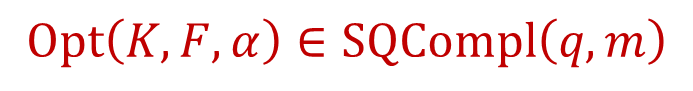 Opt(𝐾, 𝐹, 𝛼) ∈ SQCompl(𝑞, 𝑚)